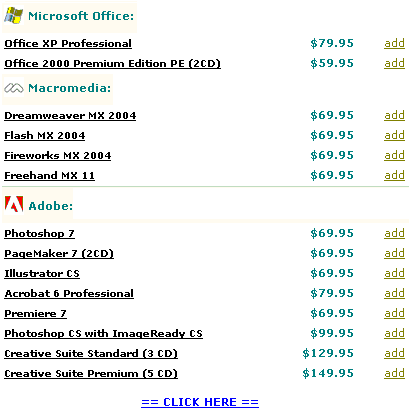 Microsoft Office:
Office XP Professional $79.95 add
Office 2000 Premium Edition PE (2CD) $59.95 add
Macromedia:
Dreamweaver MX 2004 $69.95 add
Flash MX 2004 $69.95 add
Fireworks MX 2004 $69.95 add
Freehand MX 11 $69.95 add
Adobe:
Photoshop 7 $69.95 add
PageMaker 7 (2CD) $69.95 add
Illustrator CS $69.95 add
Acrobat 6 Professional $79.95 add
Premiere 7 $69.95 add
Photoshop CS with ImageReady CS $99.95 add
Creative Suite Standard (3 CD) $129.95 add
Creative Suite Premium (5 CD) $149.95 add
== CLICK HERE ==